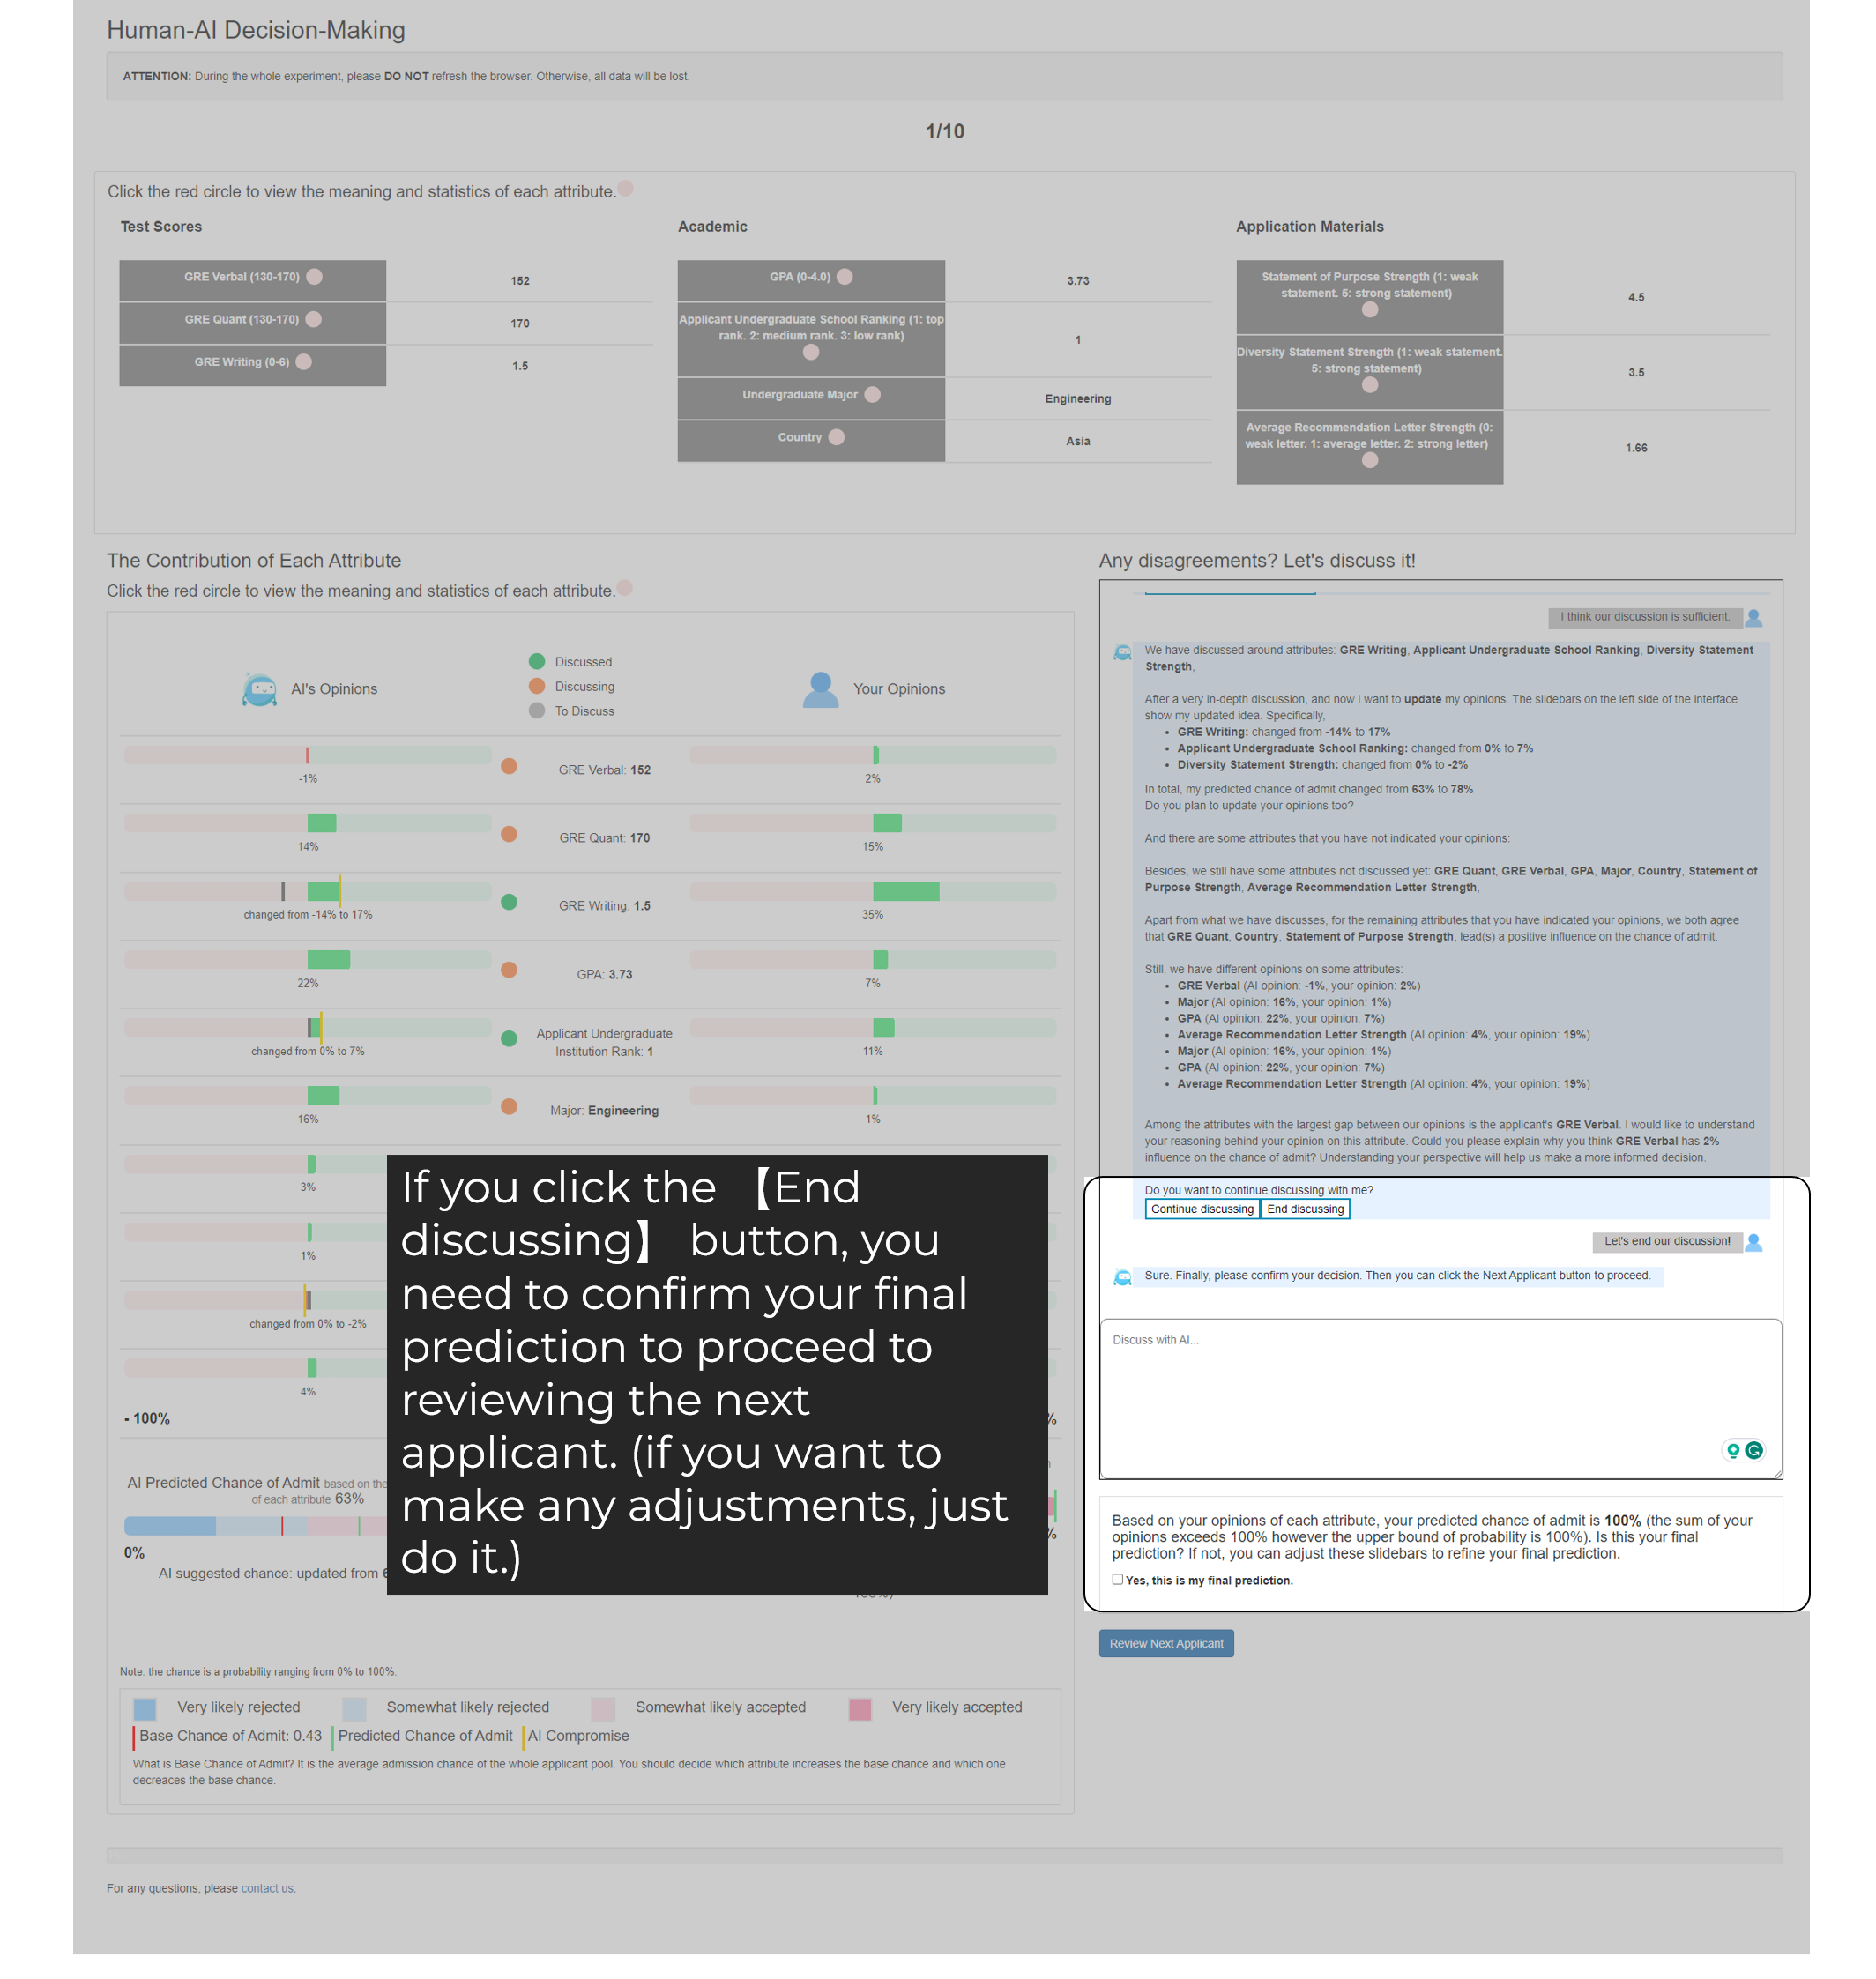 Human-AI Decision-Making
ATTENTION: During the whole experiment, please DO NOT refresh the browser. Otherwise, all data will be lost.
1/10
Click the red circle to view the meaning and statistics of each attribute.
Test Scores
GRE Verbal (130-170)
152
GRE Quant (130-170)
170
GRE Writing (0-6)
1.5
Academic
GPA (0-4.0)
3.73
Applicant Undergraduate School Ranking (1: top
rank. 2: medium rank. 3: low rank)
1
Undergraduate Major
Engineering
Country
Asia
Application Materials
Statement of Purpose Strength (1: weak
statement. 5: strong statement)
4.5
Diversity Statement Strength (1: weak statement.
5: strong statement)
3.5
Average Recommendation Letter Strength (0:
weak letter. 1: average letter. 2: strong letter)
1.66
The Contribution of Each Attribute
Click the red circle to view the meaning and statistics of each attribute.
AI's Opinions
Discussed
Discussing
To Discuss
Your Opinions
-1%
GRE Verbal: 152
2%
14%
GRE Quant: 170
15%
changed from -14% to 17%
GRE Writing: 1.5
35%
22%
GPA: 3.73
7%
changed from 0% to 7%
Applicant Undergraduate
Institution Rank: 1
11%
16%
Major: Engineering
1%
3%
1%
changed from 0% to -2%
4%
- 100%
%
AI Predicted Chance of Admit based on the
of each attribute 63%
0%
%
AI suggested chance: updated from
If you click the 【End
discussing】 button, you
need to confirm your final
prediction to proceed to
reviewing the next
applicant. (if you want to
make any adjustments, just
do it.)
Note: the chance is a probability ranging from 0% to 100%.
Very likely rejected
Somewhat likely rejected
Somewhat likely accepted
Very likely accepted
Base Chance of Admit: 0.43
Predicted Chance of Admit
AI Compromise
What is Base Chance of Admit? It is the average admission chance of the whole applicant pool. You should decide which attribute increases the base chance and which one
decreaces the base chance.
Any disagreements? Let's discuss it!
I think our discussion is sufficient.
We have discussed around attributes: GRE Writing, Applicant Undergraduate School Ranking, Diversity Statement
Strength,
After a very in-depth discussion, and now I want to update my opinions. The slidebars on the left side of the interface
show my updated idea. Specifically,
• GRE Writing: changed from -14% to 17%
• Applicant Undergraduate School Ranking: changed from 0% to 7%
• Diversity Statement Strength: changed from 0% to -2%
In total, my predicted chance of admit changed from 63% to 78%
Do you plan to update your opinions too?
And there are some attributes that you have not indicated your opinions:
Besides, we still have some attributes not discussed yet: GRE Quant, GRE Verbal, GPA, Major, Country, Statement of
Purpose Strength, Average Recommendation Letter Strength,
Apart from what we have discusses, for the remaining attributes that you have indicated your opinions, we both agree
that GRE Quant, Country, Statement of Purpose Strength, lead(s) a positive influence on the chance of admit.
Still, we have different opinions on some attributes:
• GRE Verbal (AI opinion: -1%, your opinion: 2%)
• Major (AI opinion: 16%, your opinion: 1%)
• GPA (AI opinion: 22%, your opinion: 7%)
• Average Recommendation Letter Strength (AI opinion: 4%, your opinion: 19%)
• Major (AI opinion: 16%, your opinion: 1%)
• GPA (AI opinion: 22%, your opinion: 7%)
• Average Recommendation Letter Strength (AI opinion: 4%, your opinion: 19%)
Among the attributes with the largest gap between our opinions is the applicant's GRE Verbal. I would like to understand
your reasoning behind your opinion on this attribute. Could you please explain why you think GRE Verbal has 2%
influence on the chance of admit? Understanding your perspective will help us make a more informed decision.
Do you want to continue discussing with me?
Continue discussing
End discussing
Let's end our discussion!
Sure. Finally, please confirm your decision. Then you can click the Next Applicant button to proceed.
Discuss with AI...
Based on your opinions of each attribute, your predicted chance of admit is 100% (the sum of your
opinions exceeds 100% however the upper bound of probability is 100%). Is this your final
prediction? If not, you can adjust these slidebars to refine your final prediction.
Yes, this is my final prediction.
Review Next Applicant
For any questions, please contact us.